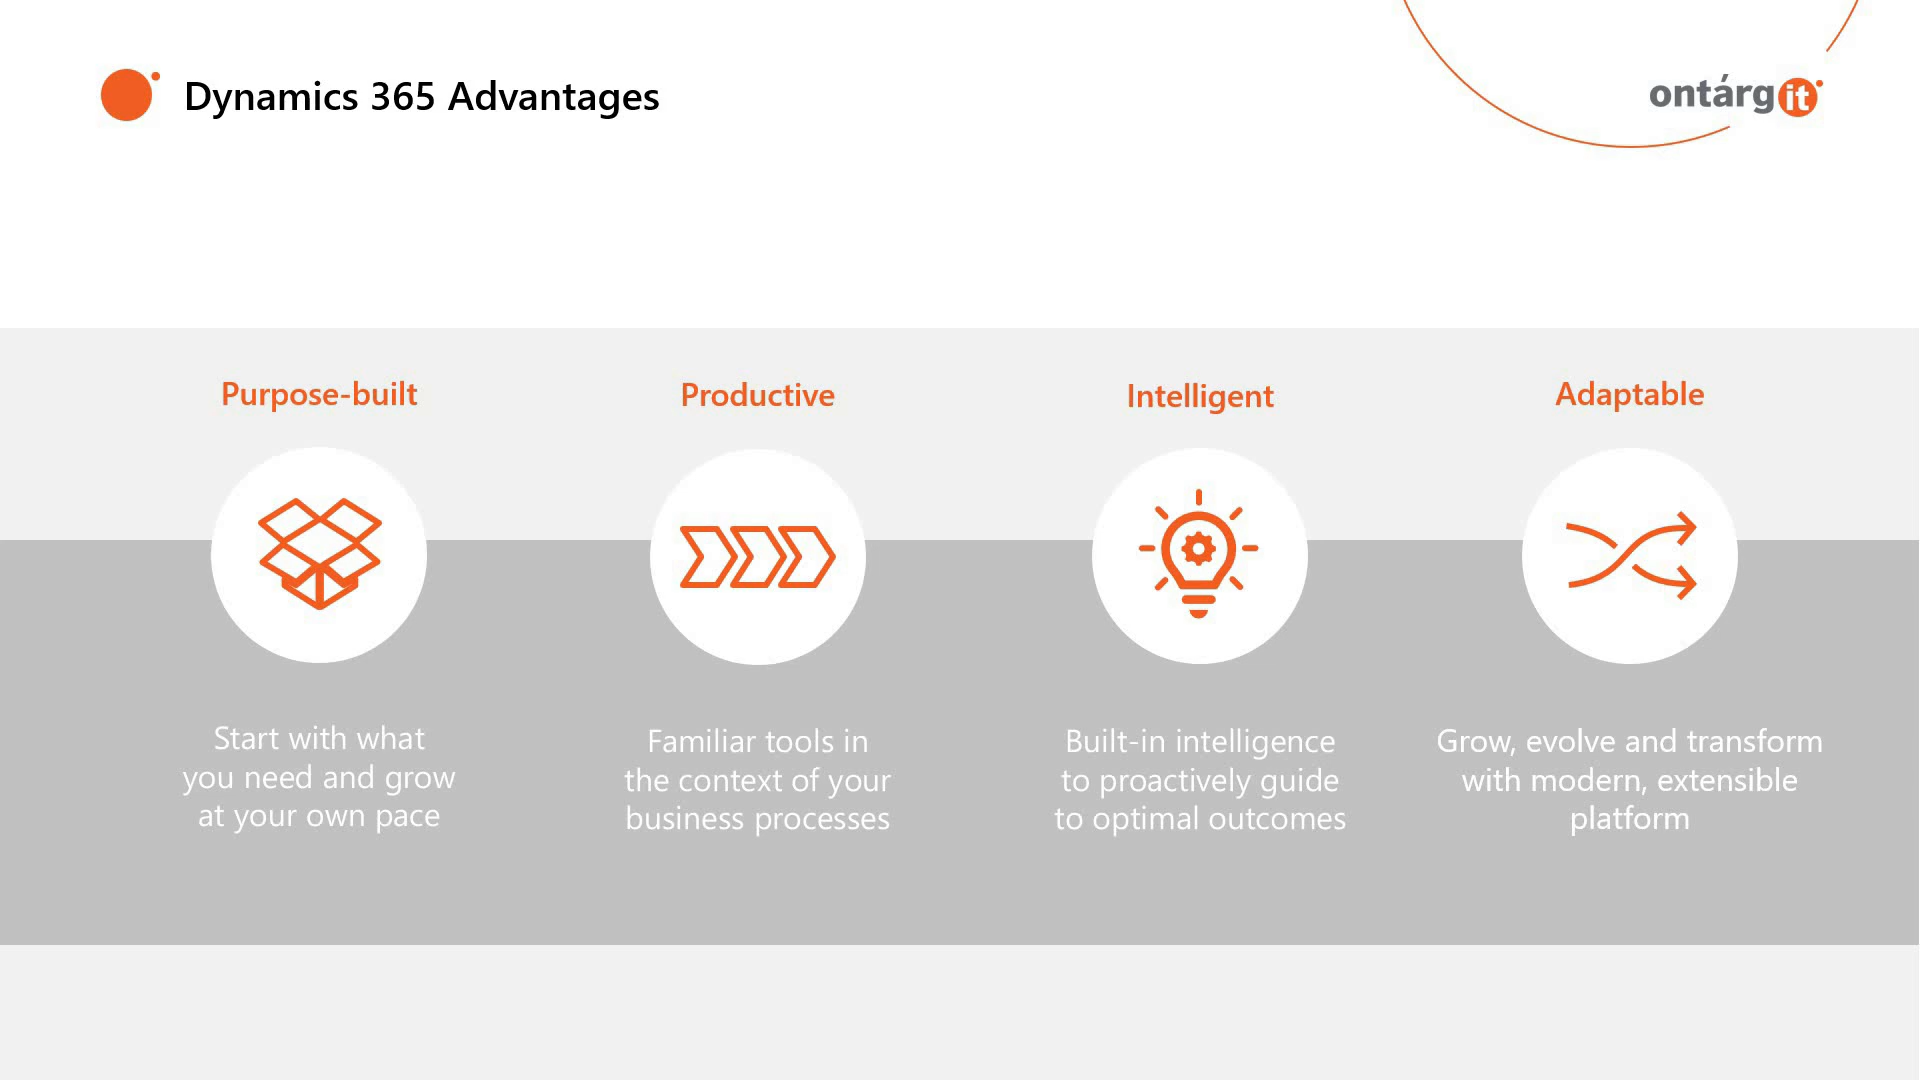 Dynamics 365 Advantages
ontárgit
Purpose-built
Productive
Intelligent
Adaptable
Start with what
you need and grow
at your own pace
Familiar tools in
the context of your
business processes
Built-in intelligence
to proactively guide
to optimal outcomes
Grow, evolve and transform
with modern, extensible
platform